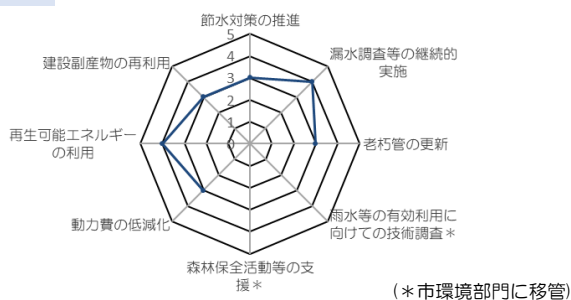 節水対策の推進
5
4
3
2
1
0
漏水調査等の継続的
実施
老朽管の更新
雨水等の有効利用に
向けての技術調査＊
森林保全活動等の支
援＊
動力費の低減化
再生可能エネルギー
の利用
建設副産物の再利用
(＊市環境部門に移管)